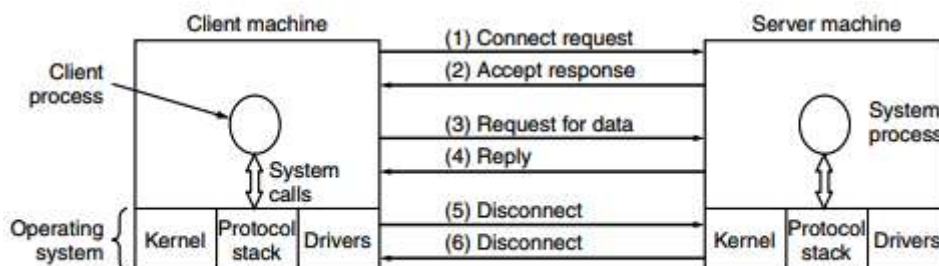 Client machine
Server machine
(1) Connect request
(2) Accept response
Client
process
(3) Request for data
System
process
(4) Reply
System
calls
(5) Disconnect
Operating
system
Kernel
Protocol
stack
Drivers
(6) Disconnect
Kernel
Protocol
stack
Drivers